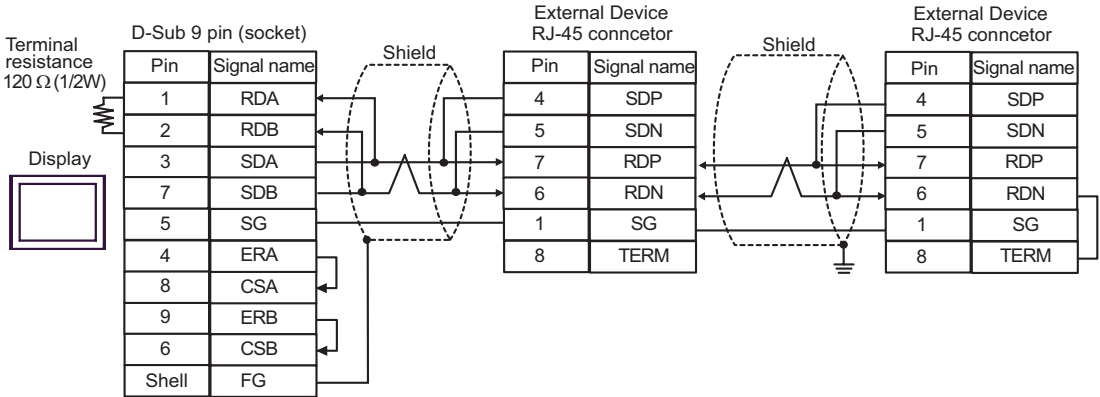 Terminal
resistance
120 Ω (1/2W)
Display
D-Sub 9 pin (socket)
Pin Signal name
1 RDA
2 RDB
3 SDA
7 SDB
5 SG
4 ERA
8 CSA
9 ERB
6 CSB
Shell FG
Shield
External Device
RJ-45 conncetor
Pin Signal name
4 SDP
5 SDN
7 RDP
6 RDN
1 SG
8 TERM
Shield
External Device
RJ-45 conncetor
Pin Signal name
4 SDP
5 SDN
7 RDP
6 RDN
1 SG
8 TERM